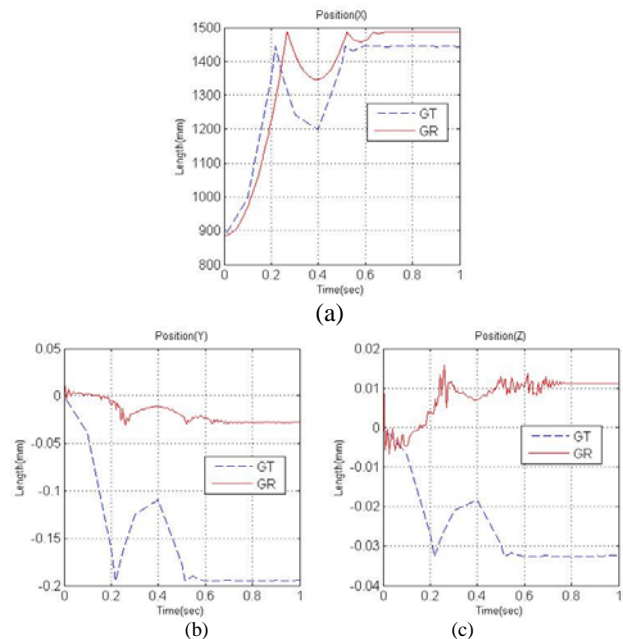 Position(X)
1500
1400
1300
1200
1100
1000
900
800
Length(mm)
GT
GR
0 0.2 0.4 0.6 0.8 1
Time(sec)
(a)
Position(Y)
0.05
0
-0.05
-0.1
-0.15
-0.2
Length(mm)
GT
GR
0 0.2 0.4 0.6 0.8 1
Time(sec)
(b)
Position(Z)
0.02
0.01
0
-0.01
-0.02
-0.03
-0.04
Length(mm)
GT
GR
0 0.2 0.4 0.6 0.8 1
Time(sec)
(c)